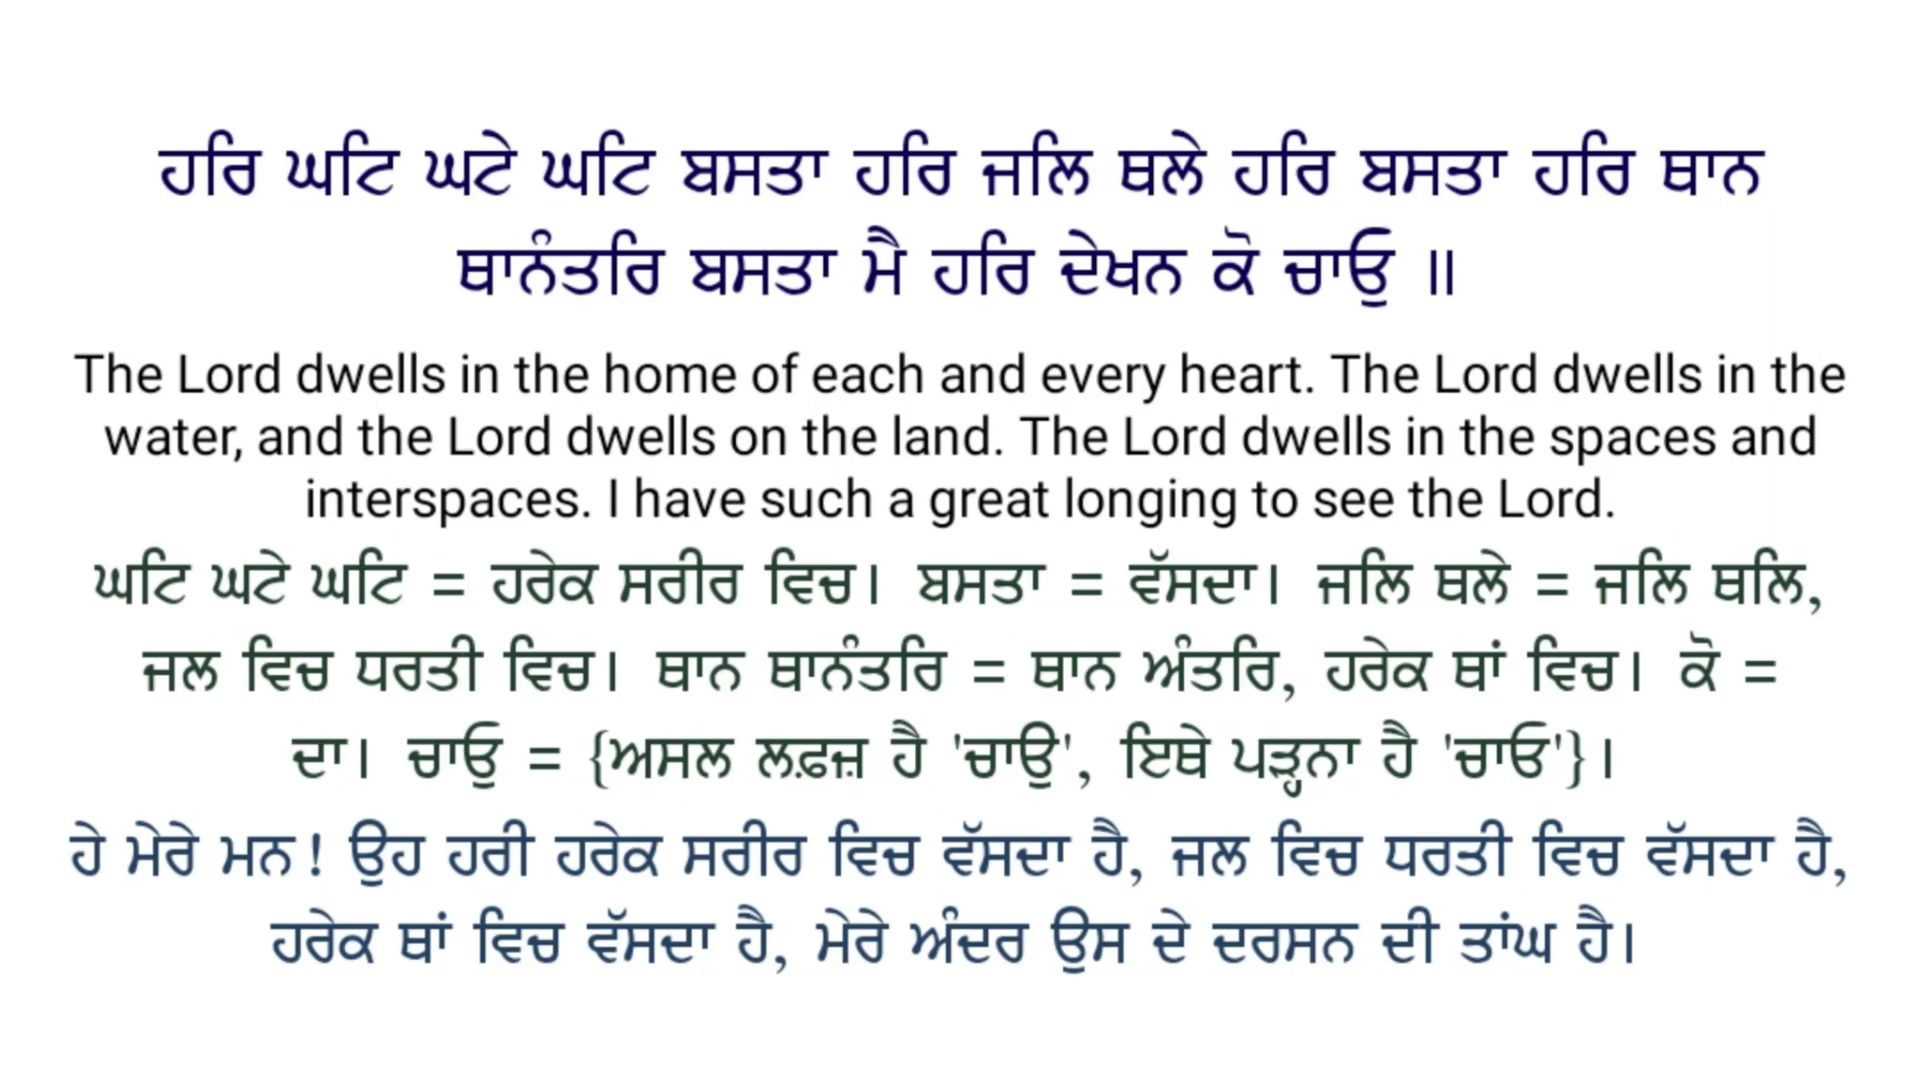 ਹਰਿ ਘਟਿ ਘਟੇ ਘਟਿ ਬਸਤਾ ਹਰਿ ਜਲਿ ਥਲੇ ਹਰਿ ਬਸਤਾ ਹਰਿ ਥਾਨ
ਥਾਨੰਤਰਿ ਬਸਤਾ ਮੈ ਹਰਿ ਦੇਖਨ ਕੋ ਚਾਓੁ ॥
The Lord dwells in the home of each and every heart. The Lord dwells in the
water, and the Lord dwells on the land. The Lord dwells in the spaces and
interspaces. I have such a great longing to see the Lord.
ਘਟਿ ਘਟੇ ਘਟਿ = ਹਰੇਕ ਸਰੀਰ ਵਿਚ। ਬਸਤਾ = ਵੱਸਦਾ। ਜਲਿ ਥਲੇ = ਜਲਿ ਥਲਿ,
ਜਲ ਵਿਚ ਧਰਤੀ ਵਿਚ। ਥਾਨ ਥਾਨੰਤਰਿ = ਥਾਨ ਅੰਤਰਿ, ਹਰੇਕ ਥਾਂ ਵਿਚ। ਕੋ =
ਦਾ। ਚਾਓੁ = {ਅਸਲ ਲਫ਼ਜ਼ ਹੈ 'ਚਾਉ', ਇਥੇ ਪੜ੍ਹਨਾ ਹੈ 'ਚਾਓ'}।
ਹੇ ਮੇਰੇ ਮਨ! ਉਹ ਹਰੀ ਹਰੇਕ ਸਰੀਰ ਵਿਚ ਵੱਸਦਾ ਹੈ, ਜਲ ਵਿਚ ਧਰਤੀ ਵਿਚ ਵੱਸਦਾ ਹੈ,
ਹਰੇਕ ਥਾਂ ਵਿਚ ਵੱਸਦਾ ਹੈ, ਮੇਰੇ ਅੰਦਰ ਉਸ ਦੇ ਦਰਸਨ ਦੀ ਤਾਂਘ ਹੈ।